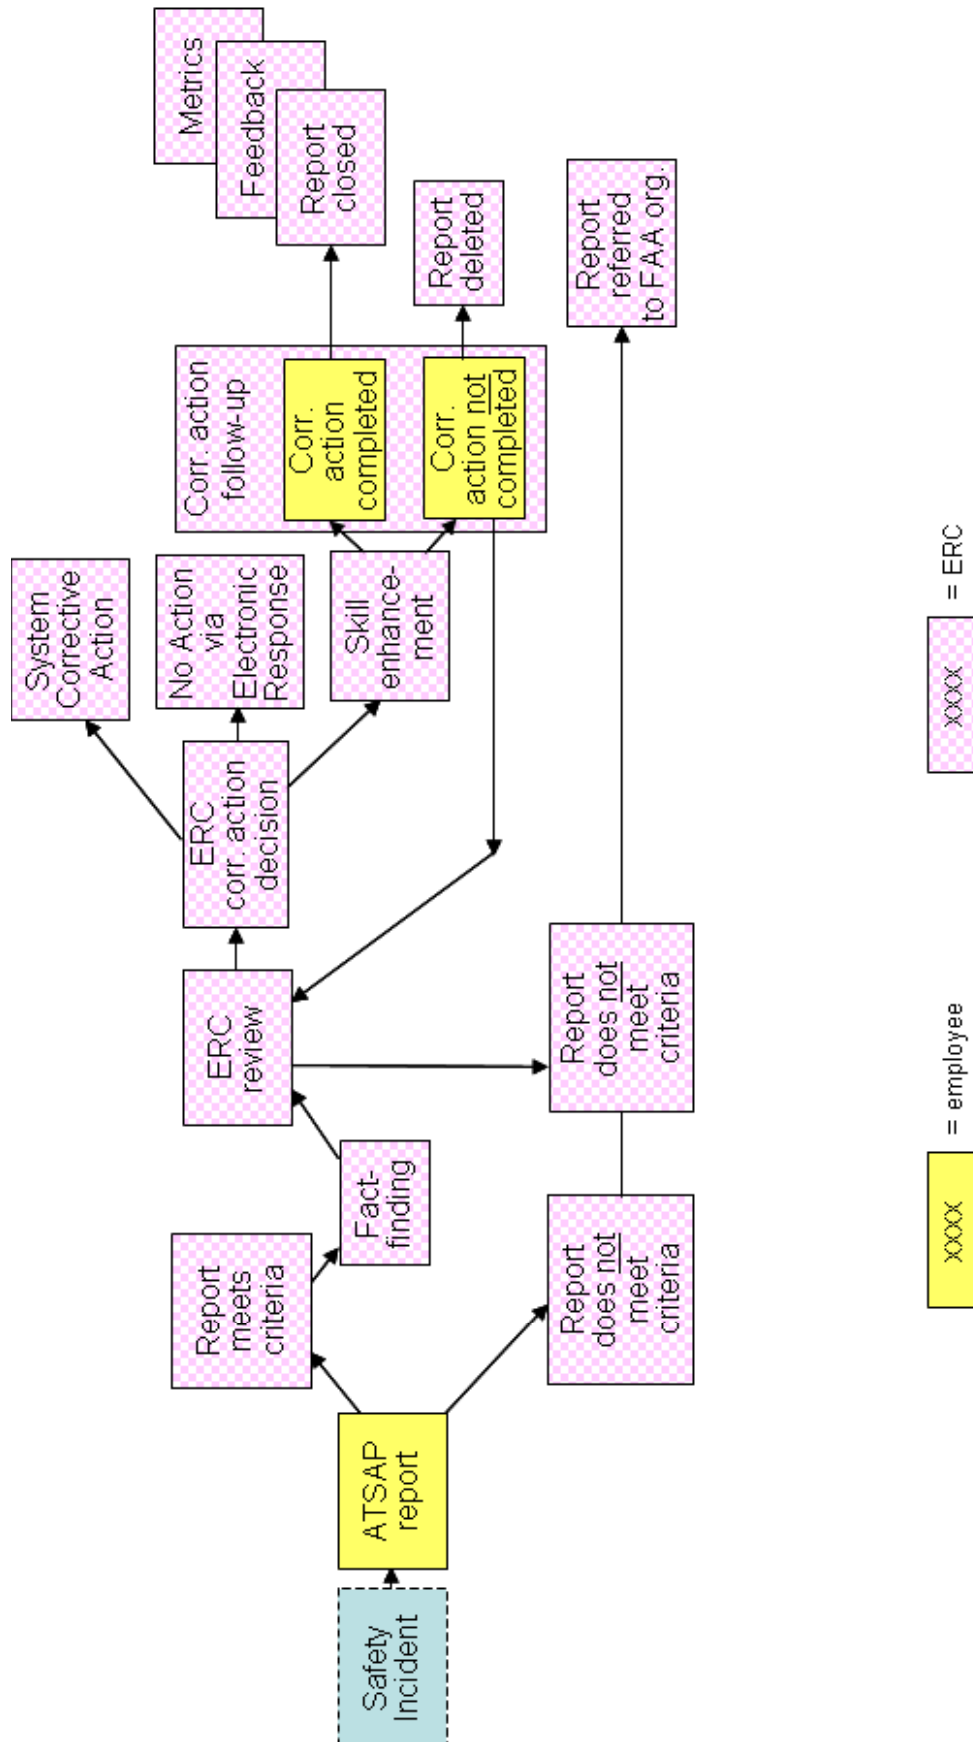 Safety
Incident
ATSAP
report
Report
meets
criteria
Fact-
finding
Report
does not
meet
criteria
ERC
review
Report
does not
meet
criteria
ERC
corr. action
decision
System
Corrective
Action
No Action
via
Electronic
Response
Skill
enhance-
ment
Corr. action
follow-up
Corr.
action
completed
Corr.
action not
completed
Metrics
Feedback
Report
closed
Report
deleted
Report
referred
to FAA org.
xxxx
= employee
xxxx
= ERC